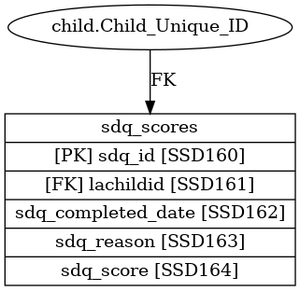 child.Child_Unique_ID
FK
sdq_scores
[PK] sdq_id [SSD160]
[FK] lachildid [SSD161]
sdq_completed_date [SSD162]
sdq_reason [SSD163]
sdq_score [SSD164]